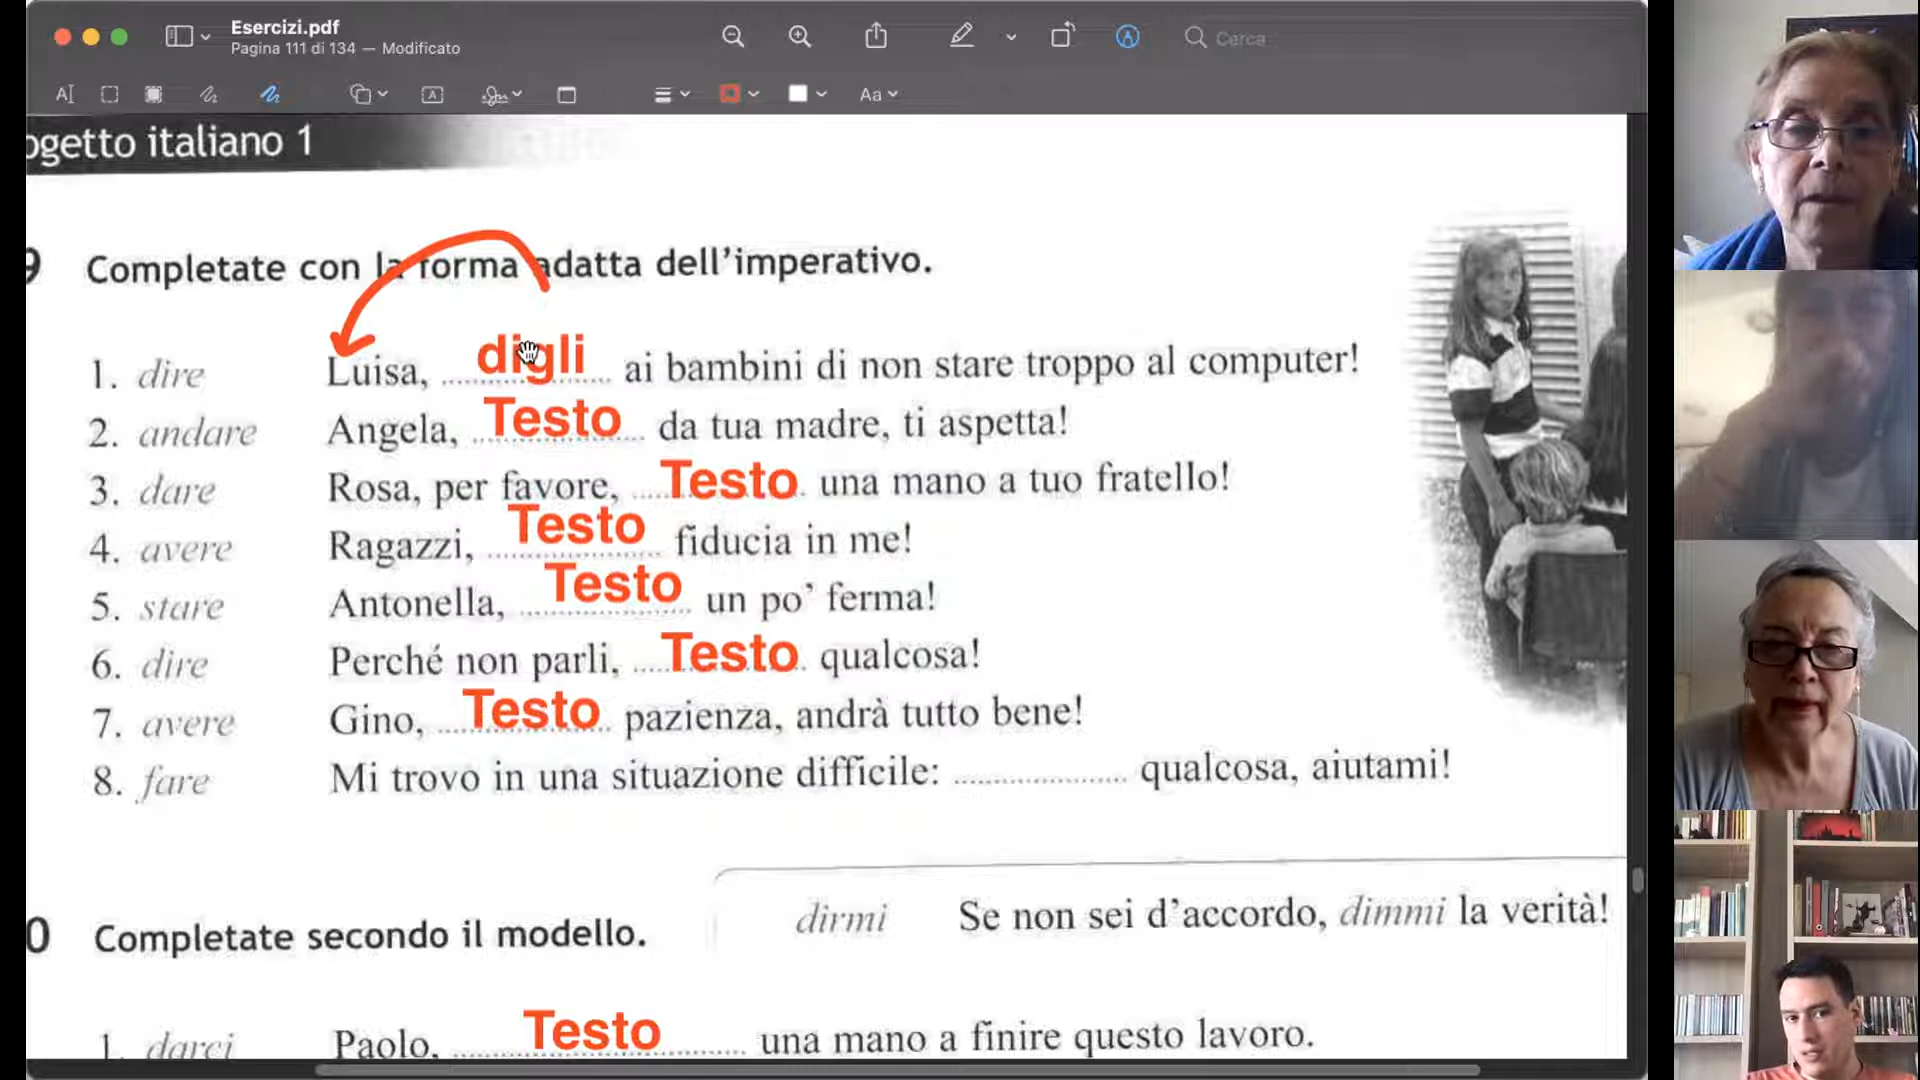 Esercizi.pdf
Pagina 111 di 134 — Modificato
Cerca
Aa
ogetto italiano 1
9 Completate con la forma adatta dell'imperativo.
1. dire Luisa, digli ai bambini di non stare troppo al computer!
2. andare Angela, Testo da tua madre, ti aspetta!
3. dare Rosa, per favore, Testo una mano a tuo fratello!
4. avere Ragazzi, Testo fiducia in me!
5. stare Antonella, Testo un po' ferma!
6. dire Perché non parli, Testo qualcosa!
7. avere Gino, Testo pazienza, andrà tutto bene!
8. fare Mi trovo in una situazione difficile: .................... qualcosa, aiutami!
dirmi Se non sei d'accordo, dimmi la verità!
0 Completate secondo il modello.
1. darci Paolo, Testo una mano a finire questo lavoro.